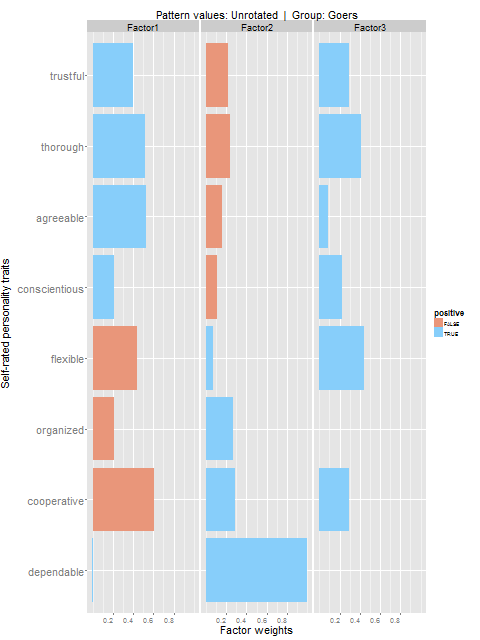 Pattern values: Unrotated | Group: Goers
Factor1 Factor2 Factor3
trustful
thorough
agreeable
conscientious
flexible
organized
cooperative
dependable
Self-rated personality traits
0.2 0.4 0.6 0.8 0.2 0.4 0.6 0.8 0.2 0.4 0.6 0.8
Factor weights
positive
FALSE
TRUE